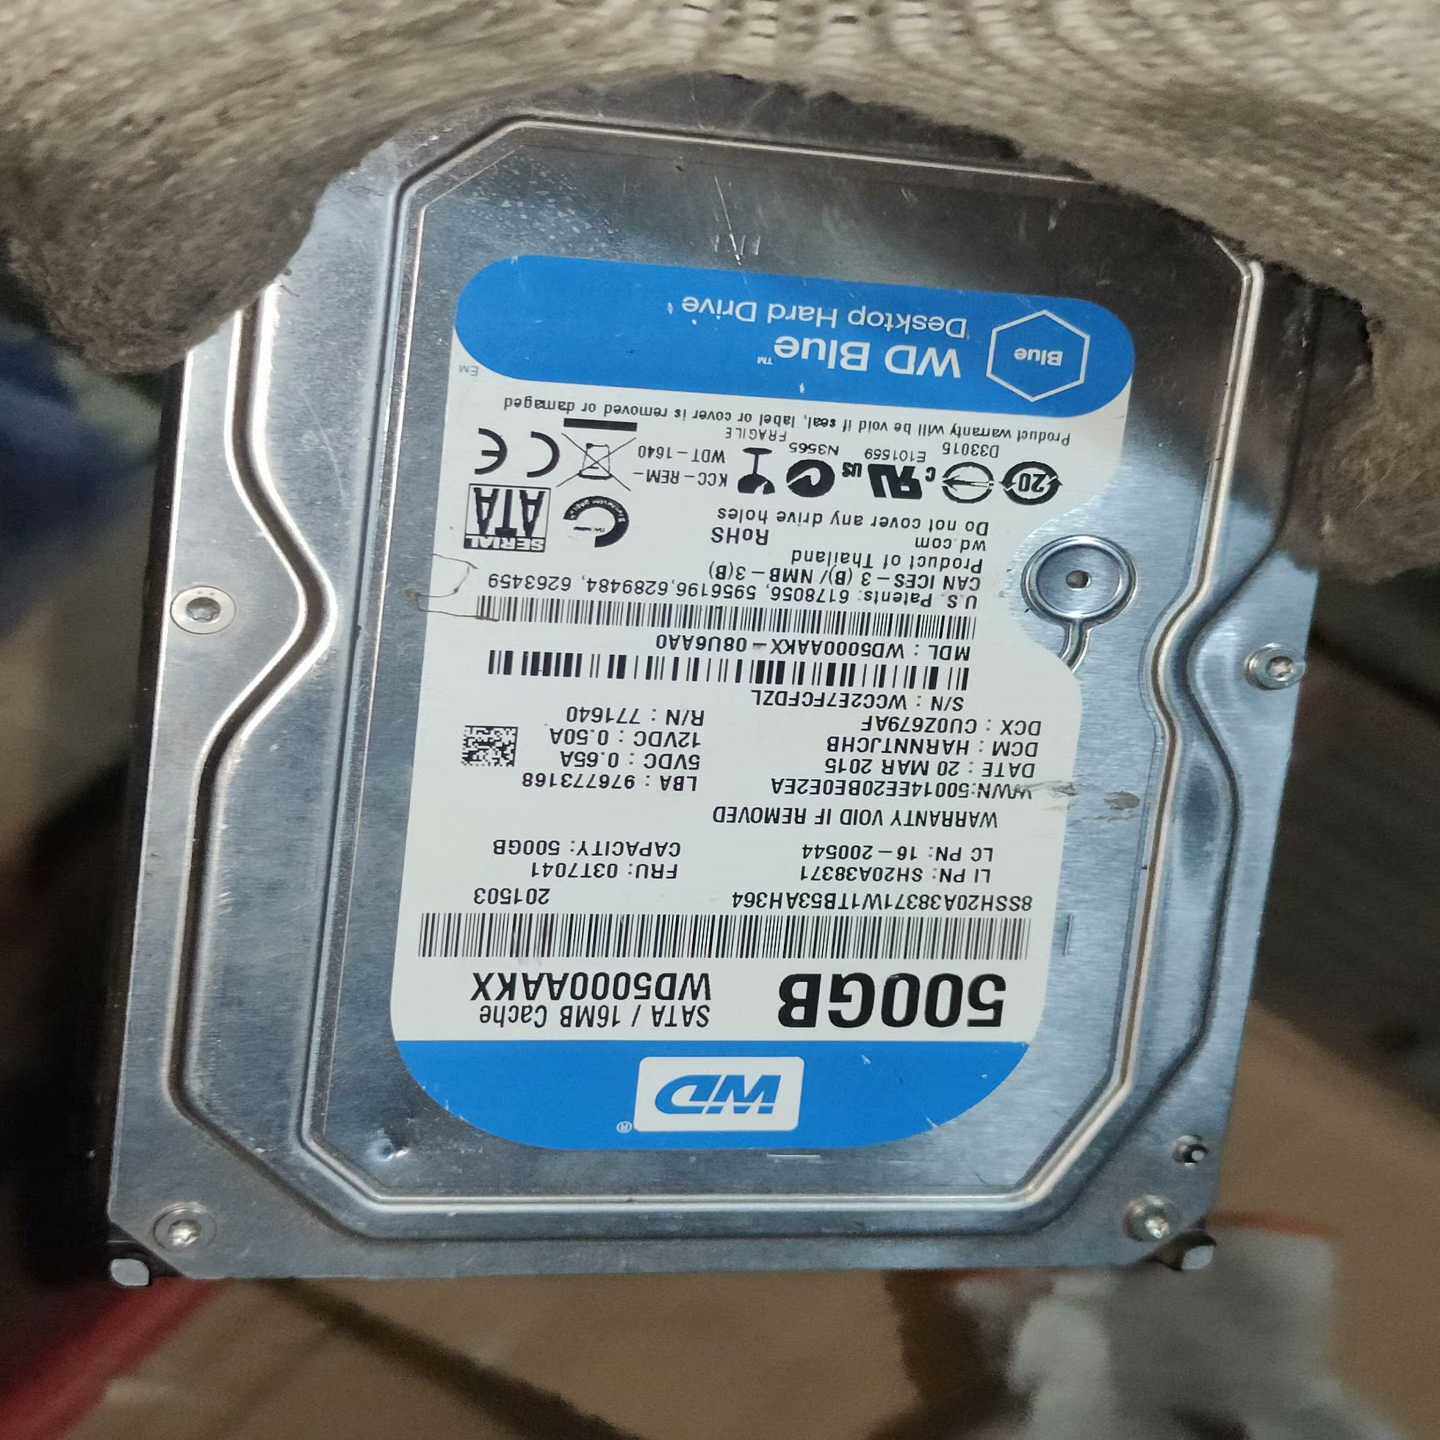 WD®
500GB
SATA / 16MB Cache
WD5000AAKX
8SSH20A38371W1TB53AH364
201503
LI PN: SH20A38371
FRU: 03T7041
LC PN: 16-200544
CAPACITY: 500GB
WARRANTY VOID IF REMOVED
WWN:50014EE20BE0E2EA
LBA : 976773168
DATE : 20 MAR 2015
5VDC : 0.65A
DCM : HARNNTJCHB
12VDC : 0.50A
DCX : CU0Z679AF
R/N : 771640
S/N : WCC2E7FCFDZL
MDL : WD5000AAKX-08U6AA0
U.S. Patents: 6178056, 5956196,6289484, 6263459
CAN ICES-3 (B)/ NMB-3(B)
Product of Thailand
wd.com
RoHS
Do not cover any drive holes
SERIAL
ATA
20
D33015
c UR US
E101559
N3565
FRAGILE
KCC-REM-
WDT-1640
CE
Product warranty will be void if seal, label or cover is removed or damaged
EM
Blue
WD Blue™
Desktop Hard Drive